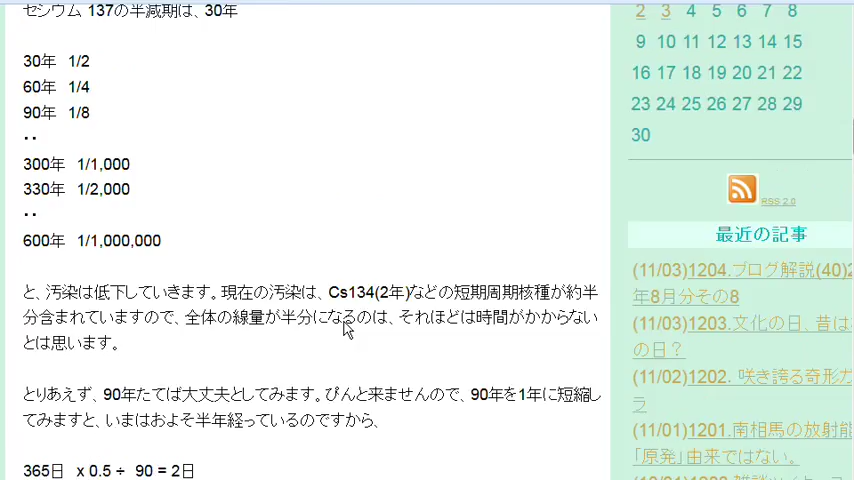 セシウム 137の半減期は、30年
30年 1/2
60年 1/4
90年 1/8
・・
300年 1/1,000
330年 1/2,000
・・
600年 1/1,000,000
と、汚染は低下していきます。現在の汚染は、Cs134(2年)などの短期周期核種が約半
分含まれていますので、全体の線量が半分になるのは、それほどは時間がかからない
とは思います。
とりあえず、90年たてば大丈夫としてみます。ぴんと来ませんので、90年を1年に短縮し
てみますと、いまはおよそ半年経っているのですから、
365日 x 0.5 ÷ 90 = 2日
2 3 4 5 6 7 8
9 10 11 12 13 14 15
16 17 18 19 20 21 22
23 24 25 26 27 28 29
30
RSS 2.0
最近の記事
(11/03)1204.ブログ解説(40)2
年8月分その8
(11/03)1203.文化の日、昔は
の日?
(11/02)1202. 咲き誇る奇形
ラ
(11/01)1201.南相馬の放射能
「原発」由来ではない。